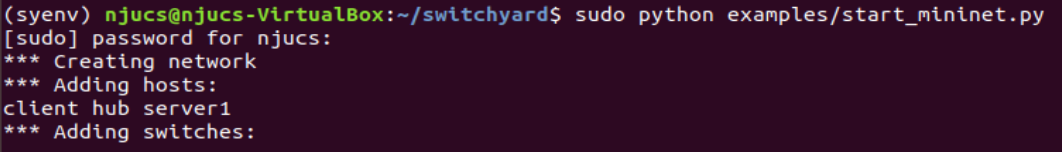 (syenv) njucs@njucs-VirtualBox:~/switchyard$ sudo python examples/start_mininet.py
[sudo] password for njucs:
*** Creating network
*** Adding hosts:
client hub server1
*** Adding switches: